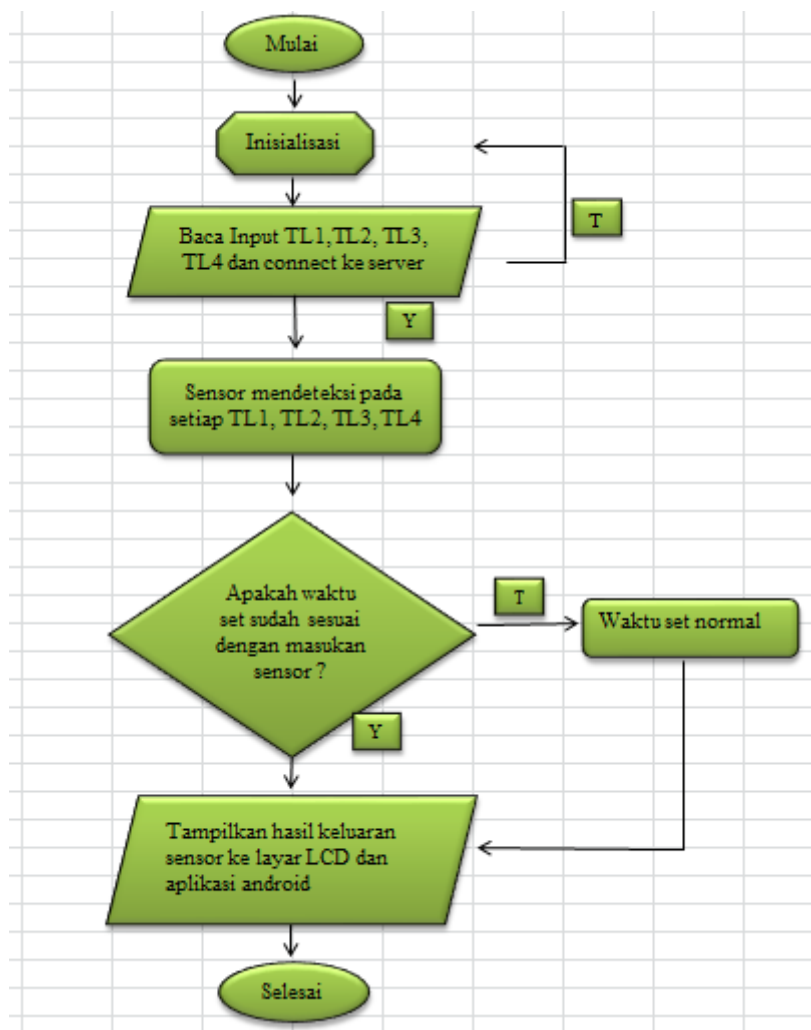 Mulai
Inisialisasi
Baca Input TL1, TL2, TL3,
TL4 dan connect ke server
T
Y
Sensor mendeteksi pada
setiap TL1, TL2, TL3, TL4
Apakah waktu
set sudah sesuai
dengan masukan
sensor ?
T
Waktu set normal
Y
Tampilkan hasil keluaran
sensor ke layar LCD dan
aplikasi android
Selesai